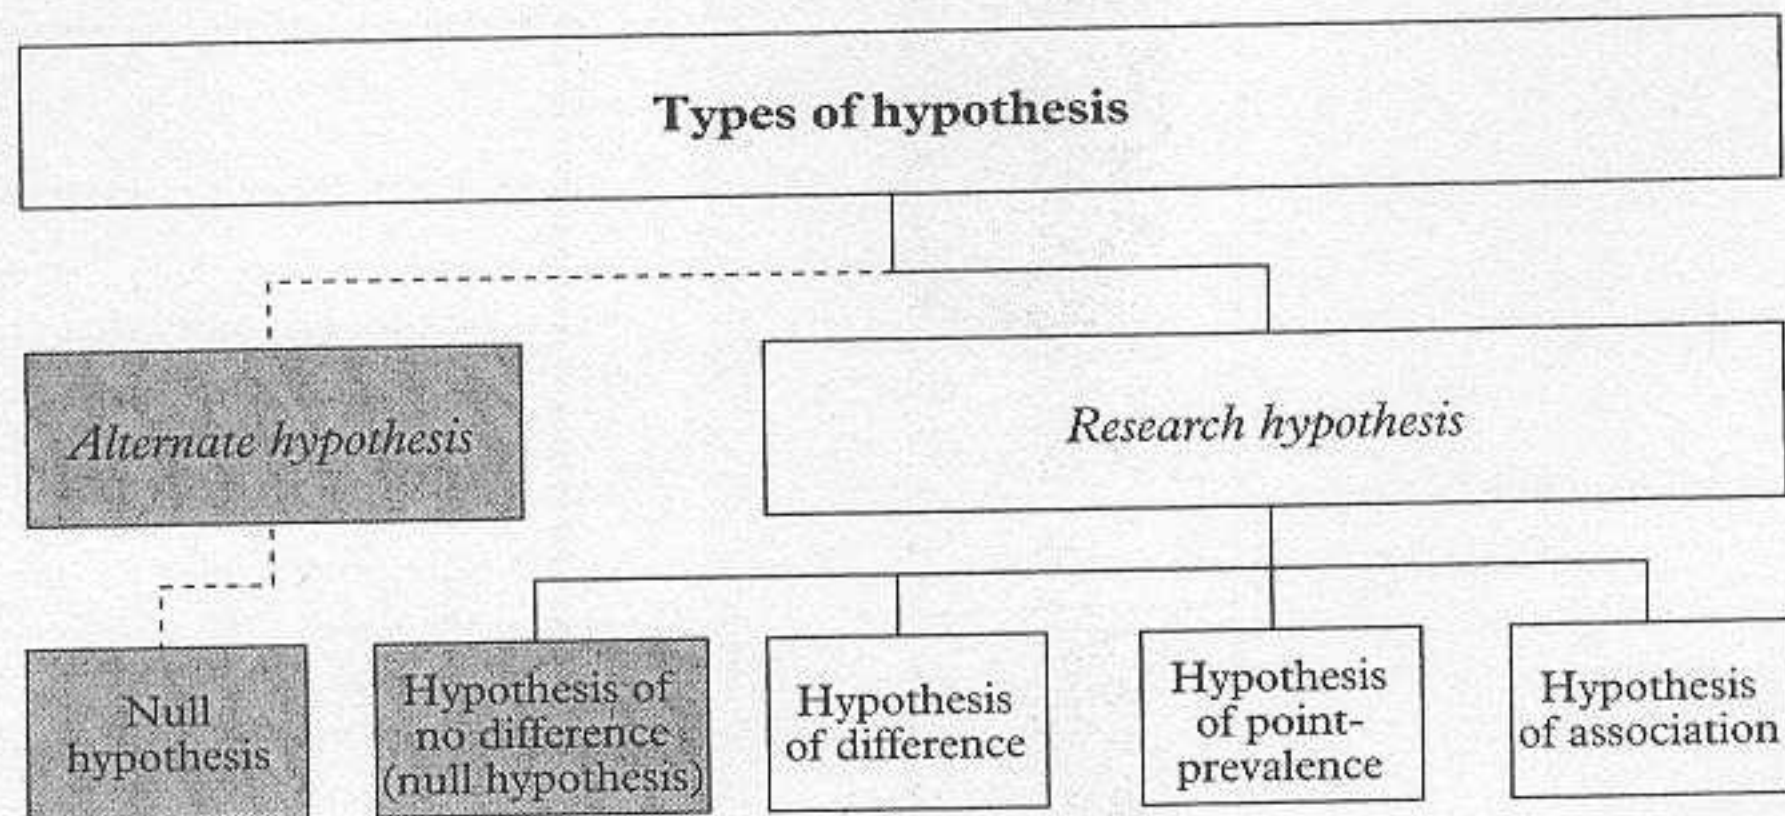 Types of hypothesis
Alternate hypothesis
Research hypothesis
Null
hypothesis
Hypothesis of
no difference
(null hypothesis)
Hypothesis
of difference
Hypothesis
of point-
prevalence
Hypothesis
of association